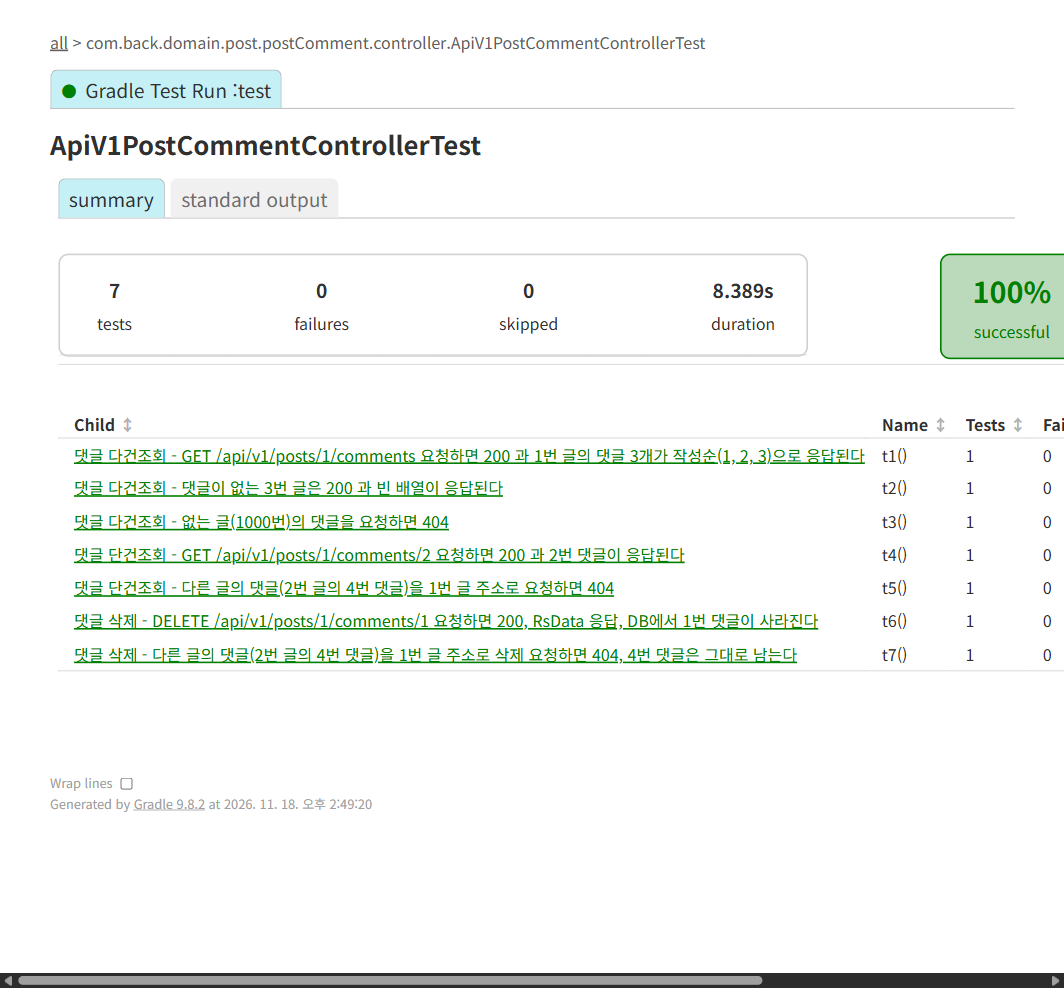 all > com.back.domain.post.postComment.controller.ApiV1PostCommentControllerTest
Gradle Test Run :test
ApiV1PostCommentControllerTest
summary standard output
7 0 0 8.389s 100%
tests failures skipped duration successful
Child Name Tests Fai
댓글 다건조회 - GET /api/v1/posts/1/comments 요청하면 200 과 1번 글의 댓글 3개가 작성순(1, 2, 3)으로 응답된다 t1() 1 0
댓글 다건조회 - 댓글이 없는 3번 글은 200 과 빈 배열이 응답된다 t2() 1 0
댓글 다건조회 - 없는 글(1000번)의 댓글을 요청하면 404 t3() 1 0
댓글 단건조회 - GET /api/v1/posts/1/comments/2 요청하면 200 과 2번 댓글이 응답된다 t4() 1 0
댓글 단건조회 - 다른 글의 댓글(2번 글의 4번 댓글)을 1번 글 주소로 요청하면 404 t5() 1 0
댓글 삭제 - DELETE /api/v1/posts/1/comments/1 요청하면 200, RsData 응답, DB에서 1번 댓글이 사라진다 t6() 1 0
댓글 삭제 - 다른 글의 댓글(2번 글의 4번 댓글)을 1번 글 주소로 삭제 요청하면 404, 4번 댓글은 그대로 남는다 t7() 1 0
Wrap lines
Generated by Gradle 9.8.2 at 2026. 11. 18. 오후 2:49:20